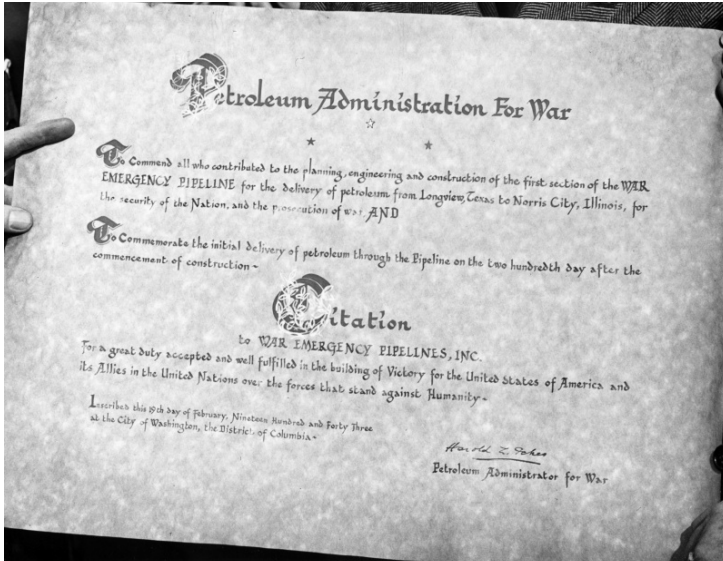 Petroleum Administration For War
To Commend all who contributed to the planning, engineering and construction of the first section of the WAR
EMERGENCY PIPELINE for the delivery of petroleum from Longview, Texas to Norris City, Illinois, for
the security of the Nation, and the prosecution of war, AND
To Commemorate the initial delivery of petroleum through the Pipeline on the two hundredth day after the
commencement of construction -
Citation
to WAR EMERGENCY PIPELINES, INC.
For a great duty accepted and well fulfilled in the building of Victory for the United States of America and
its Allies in the United Nations over the forces that stand against Humanity -
Inscribed this 19th day of February, Nineteen Hundred and Forty Three
at the City of Washington, the District of Columbia -
Harold L. Ickes
Petroleum Administrator for War